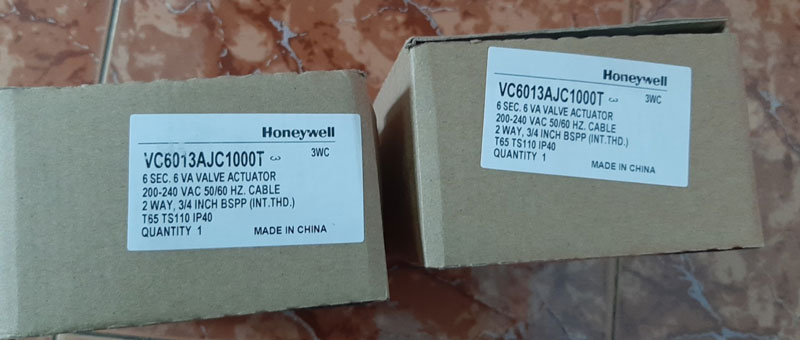 Honeywell
VC6013AJC1000T 3WC
6 SEC. 6 VA VALVE ACTUATOR
200-240 VAC 50/60 HZ. CABLE
2 WAY, 3/4 INCH BSPP (INT.THD.)
T65 TS110 IP40
QUANTITY 1 MADE IN CHINA
Honeywell
VC6013AJC1000T 3WC
6 SEC. 6 VA VALVE ACTUATOR
200-240 VAC 50/60 HZ. CABLE
2 WAY, 3/4 INCH BSPP (INT.THD.)
T65 TS110 IP40
QUANTITY 1 MADE IN CHINA